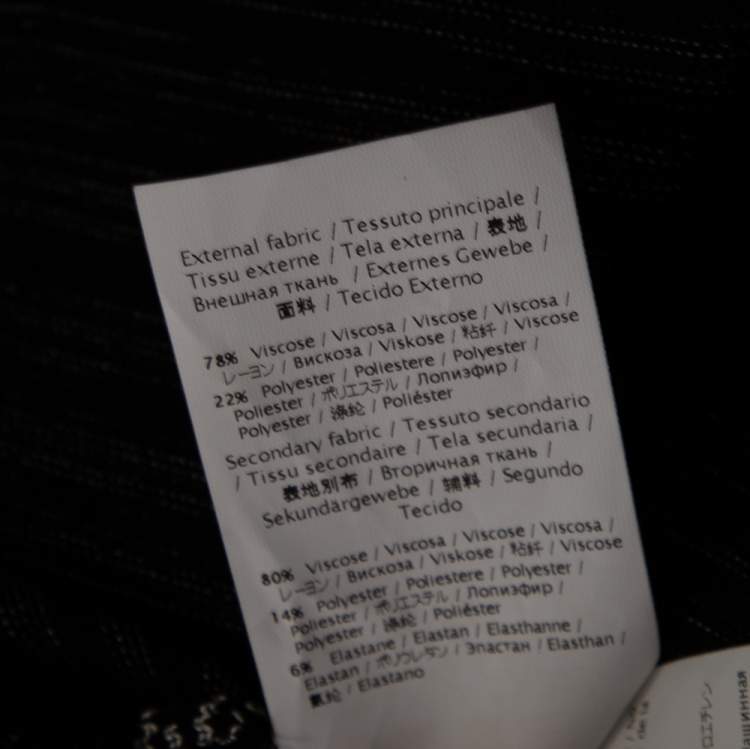 External fabric / Tessuto principale /
Tissu externe / Tela externa / 表地 /
Внешная ткань / Externes Gewebe /
面料 / Tecido Externo
78% Viscose / Viscosa / Viscose / Viscosa /
レーヨン / Вискоза / Viskose / 粘纤 / Viscose
22% Polyester / Poliestere / Polyester /
Poliester / ポリエステル / Лопиэфир /
Polyester / 涤纶 / Poliéster
Secondary fabric / Tessuto secondario
/ Tissu secondaire / Tela secundaria /
表地別布 / Вторичная ткань /
Sekundärgewebe / 辅料 / Segundo
Tecido
80% Viscose / Viscosa / Viscose / Viscosa /
レーヨン / Вискоза / Viskose / 粘纤 / Viscose
14% Polyester / Poliestere / Polyester /
Poliester / ポリエステル / Лопиэфир /
Polyester / 涤纶 / Poliéster
6% Elastane / Elastan / Elasthanne /
Elastan / ポリウレタン / Эластан / Elasthan /
氨纶 / Elastano